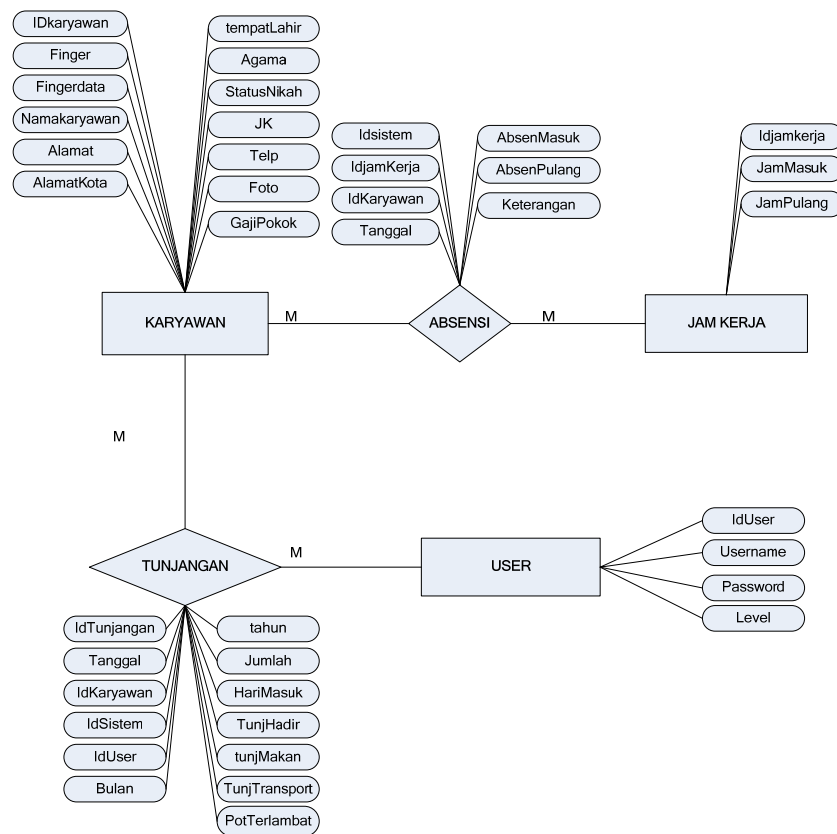 IDkaryawan
Finger
Fingerdata
Namakaryawan
Alamat
AlamatKota
tempatLahir
Agama
StatusNikah
JK
Telp
Foto
GajiPokok
Idsistem
IdjamKerja
IdKaryawan
Tanggal
AbsenMasuk
AbsenPulang
Keterangan
Idjamkerja
JamMasuk
JamPulang
KARYAWAN
M
ABSENSI
M
JAM KERJA
M
TUNJANGAN
M
USER
IdUser
Username
Password
Level
IdTunjangan
Tanggal
IdKaryawan
IdSistem
IdUser
Bulan
tahun
Jumlah
HariMasuk
TunjHadir
tunjMakan
TunjTransport
PotTerlambat